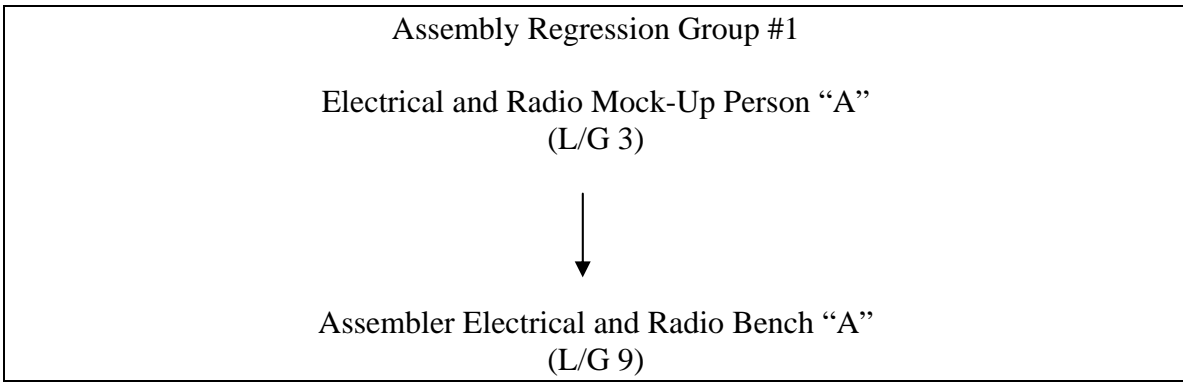 Assembly Regression Group #1
Electrical and Radio Mock-Up Person “A”
(L/G 3)
Assembler Electrical and Radio Bench “A”
(L/G 9)